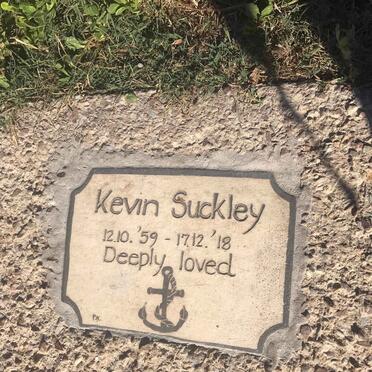 Kevin Suckley
12.10. '59 - 17.12. '18
Deeply loved